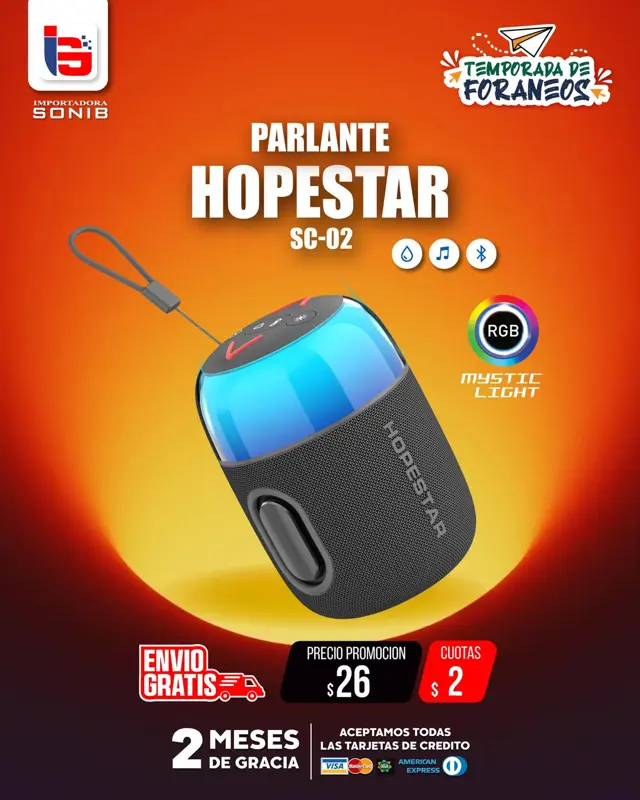 IMPORTADORA
SONIB
TEMPORADA DE
FORANEOS
PARLANTE
HOPESTAR
SC-02
RGB
MYSTIC
LIGHT
HOPESTAR
ENVIO
GRATIS
PRECIO PROMOCION
$26
CUOTAS
$ 2
2 MESES
DE GRACIA
ACEPTAMOS TODAS
LAS TARJETAS DE CREDITO
VISA
MasterCard
AMERICAN
EXPRESS